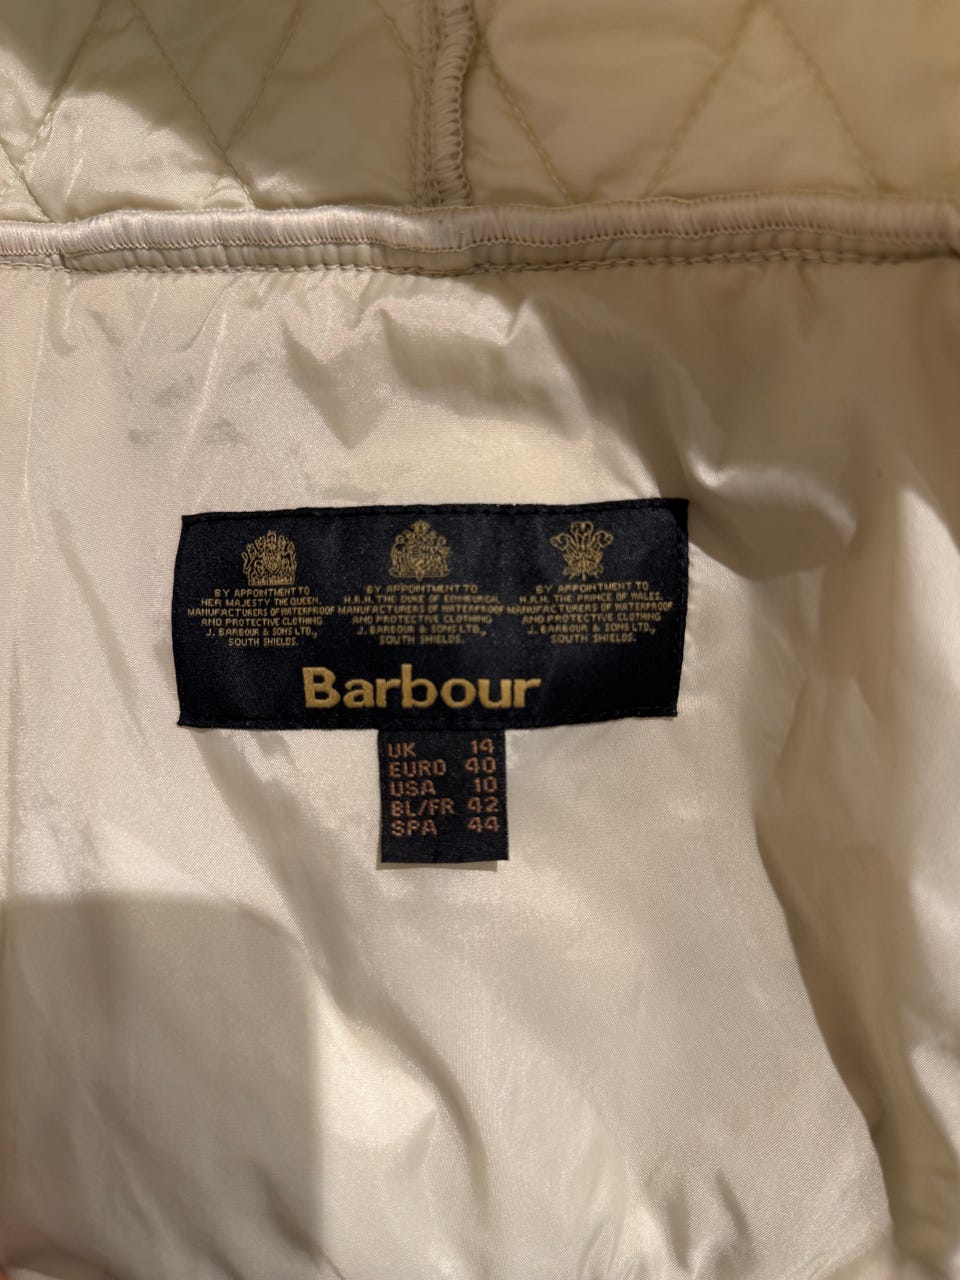 BY APPOINTMENT TO
HER MAJESTY THE QUEEN,
MANUFACTURERS OF WATERPROOF
AND PROTECTIVE CLOTHING
J. BARBOUR & SONS LTD.,
SOUTH SHIELDS.
BY APPOINTMENT TO
H.R.H. THE DUKE OF EDINBURGH,
MANUFACTURERS OF WATERPROOF
AND PROTECTIVE CLOTHING
J. BARBOUR & SONS LTD.,
SOUTH SHIELDS.
BY APPOINTMENT TO
H.R.H. THE PRINCE OF WALES,
MANUFACTURERS OF WATERPROOF
AND PROTECTIVE CLOTHING
J. BARBOUR & SONS LTD.,
SOUTH SHIELDS.
Barbour
UK 14
EURO 40
USA 10
BL/FR 42
SPA 44